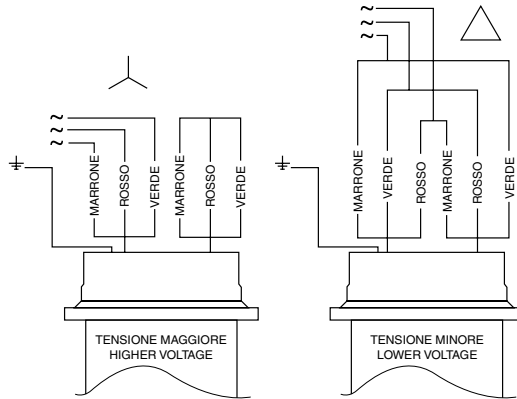 MARRONE
ROSSO
VERDE
MARRONE
ROSSO
VERDE
TENSIONE MAGGIORE
HIGHER VOLTAGE
MARRONE
VERDE
ROSSO
MARRONE
ROSSO
VERDE
TENSIONE MINORE
LOWER VOLTAGE